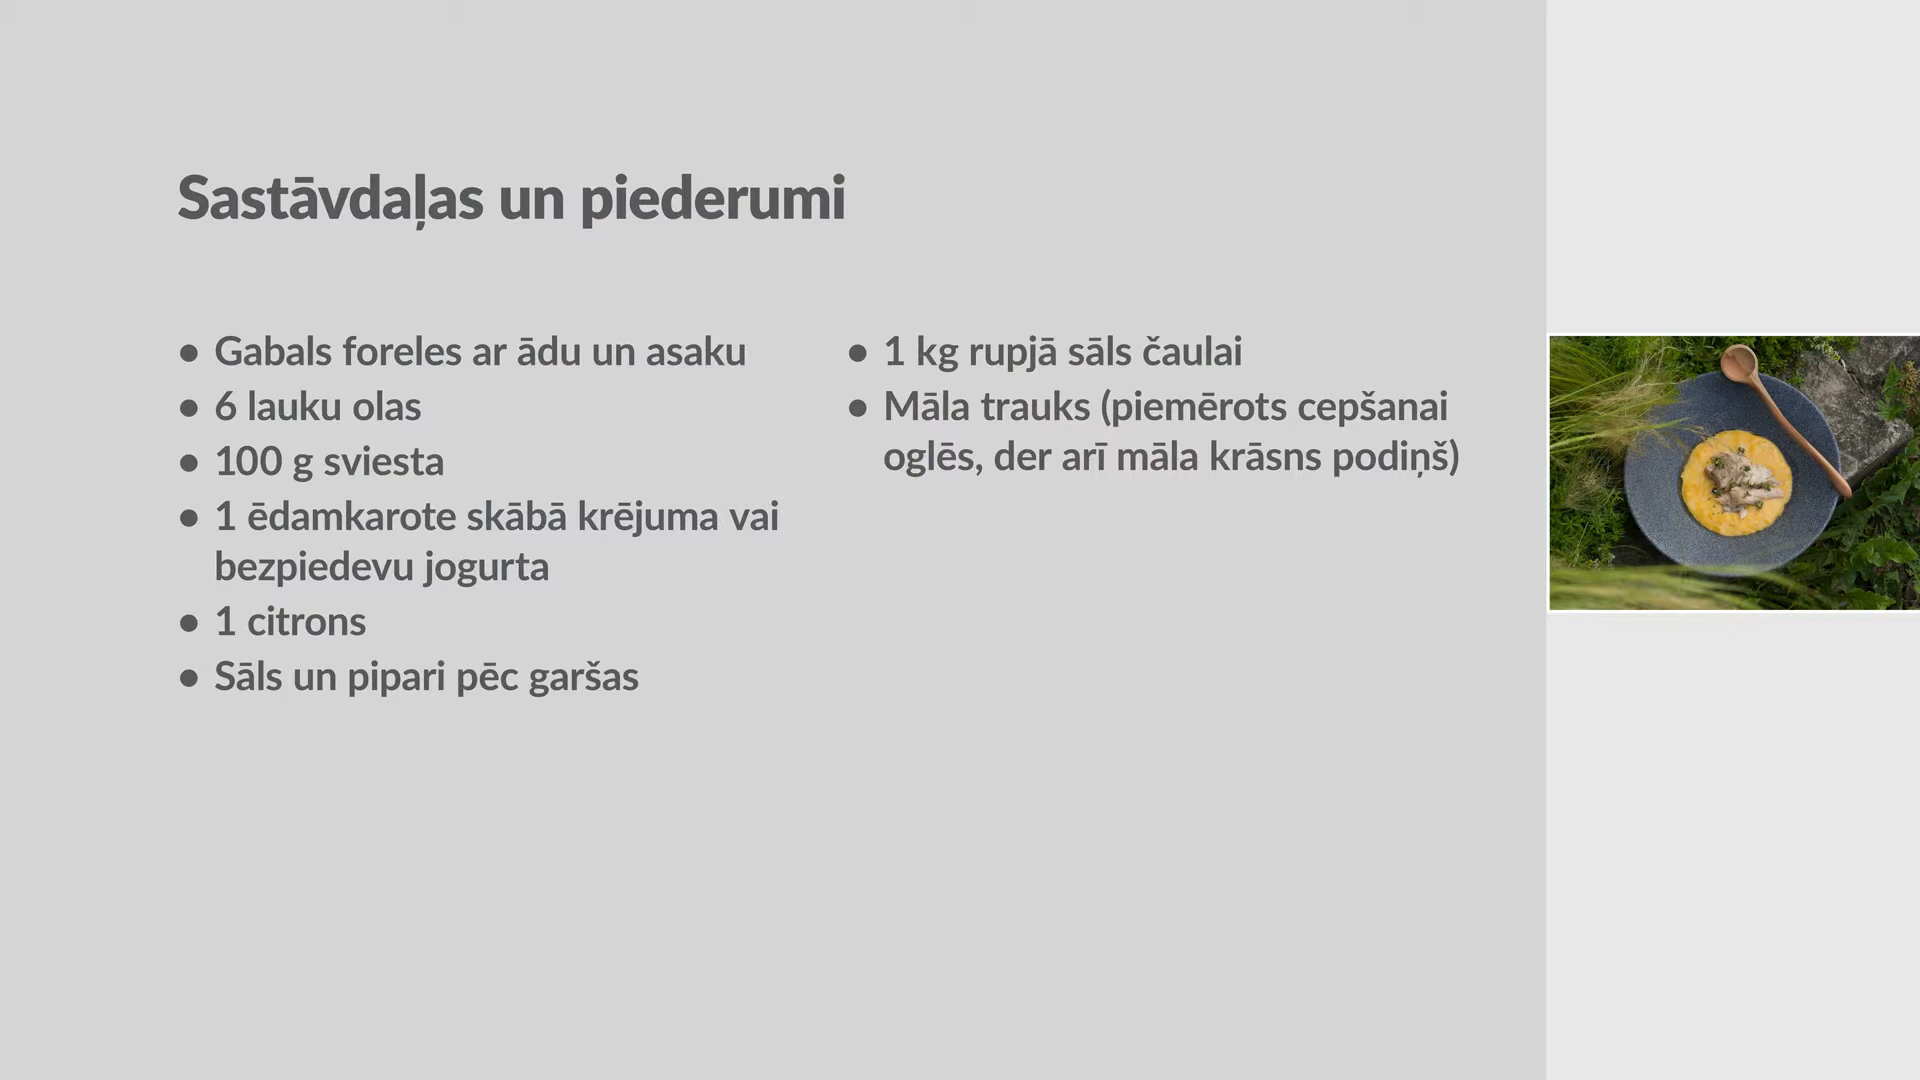 Sastāvdaļas un piederumi
● Gabals foreles ar ādu un asaku
● 6 lauku olas
● 100 g sviesta
● 1 ēdamkarote skābā krējuma vai
bezpiedevu jogurta
● 1 citrons
● Sāls un pipari pēc garšas
● 1 kg rupjā sāls čaulai
● Māla trauks (piemērots cepšanai
oglēs, der arī māla krāsns podiņš)